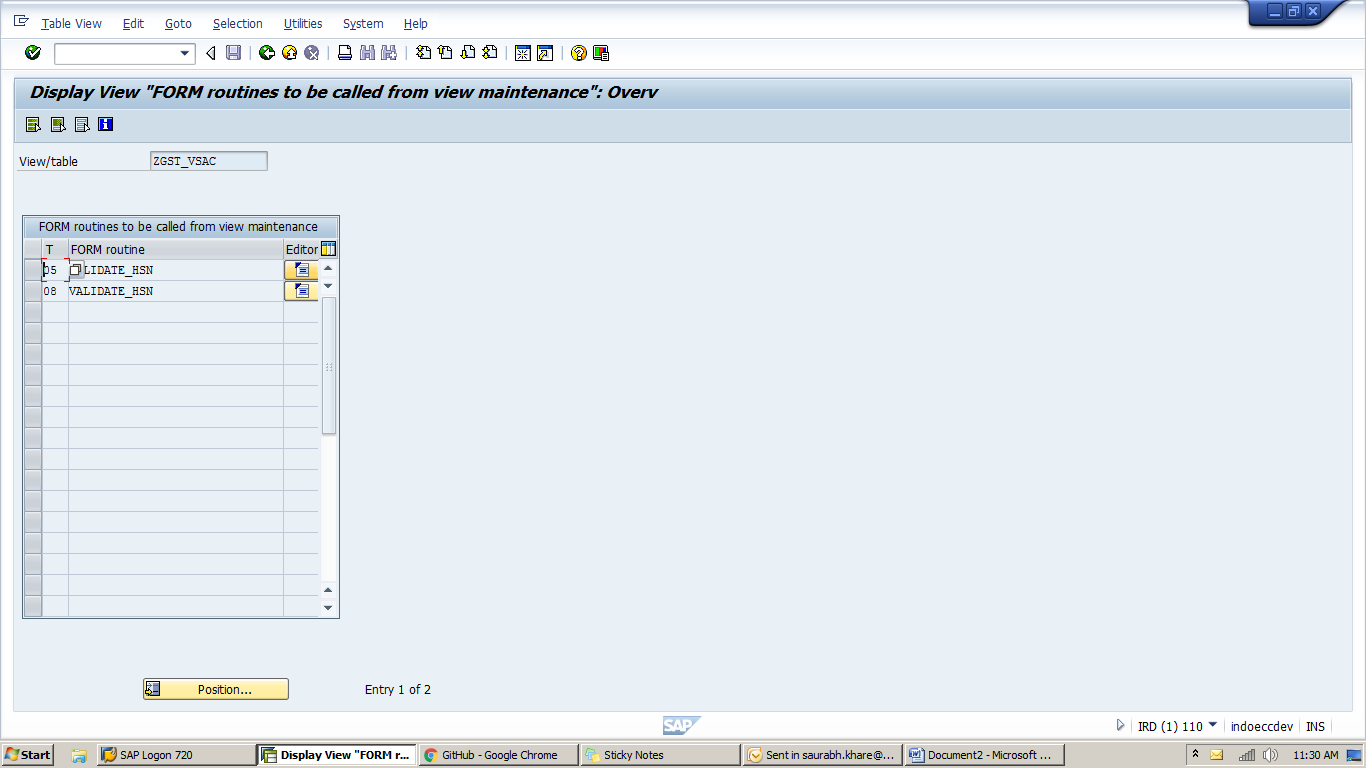 Table View Edit Goto Selection Utilities System Help
Display View "FORM routines to be called from view maintenance": Overv
View/table ZGST_VSAC
FORM routines to be called from view maintenance
T FORM routine Editor
05 LIDATE_HSN
08 VALIDATE_HSN
Position... Entry 1 of 2
SAP
IRD (1) 110 indoeccdev INS
Start SAP Logon 720 Display View "FORM r... GitHub - Google Chrome Sticky Notes Sent in saurabh.khare@... Document2 - Microsoft ... 11:30 AM